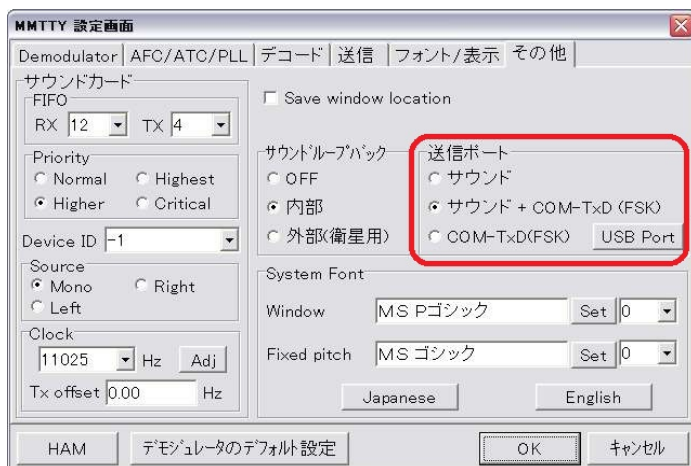 MMTTY 設定画面
Demodulator AFC/ATC/PLL デコード 送信 フォント/表示 その他
サウンドカード
FIFO
RX 12 TX 4
Priority
Normal Highest
Higher Critical
Device ID -1
Source
Mono Right
Left
Clock
11025 Hz Adj
Tx offset 0.00 Hz
Save window location
サウンドループバック
OFF
内部
外部(衛星用)
送信ポート
サウンド
サウンド + COM-TxD (FSK)
COM-TxD(FSK) USB Port
System Font
Window MS Pゴシック Set 0
Fixed pitch MS ゴシック Set 0
Japanese English
HAM デモジュレータのデフォルト設定 OK キャンセル